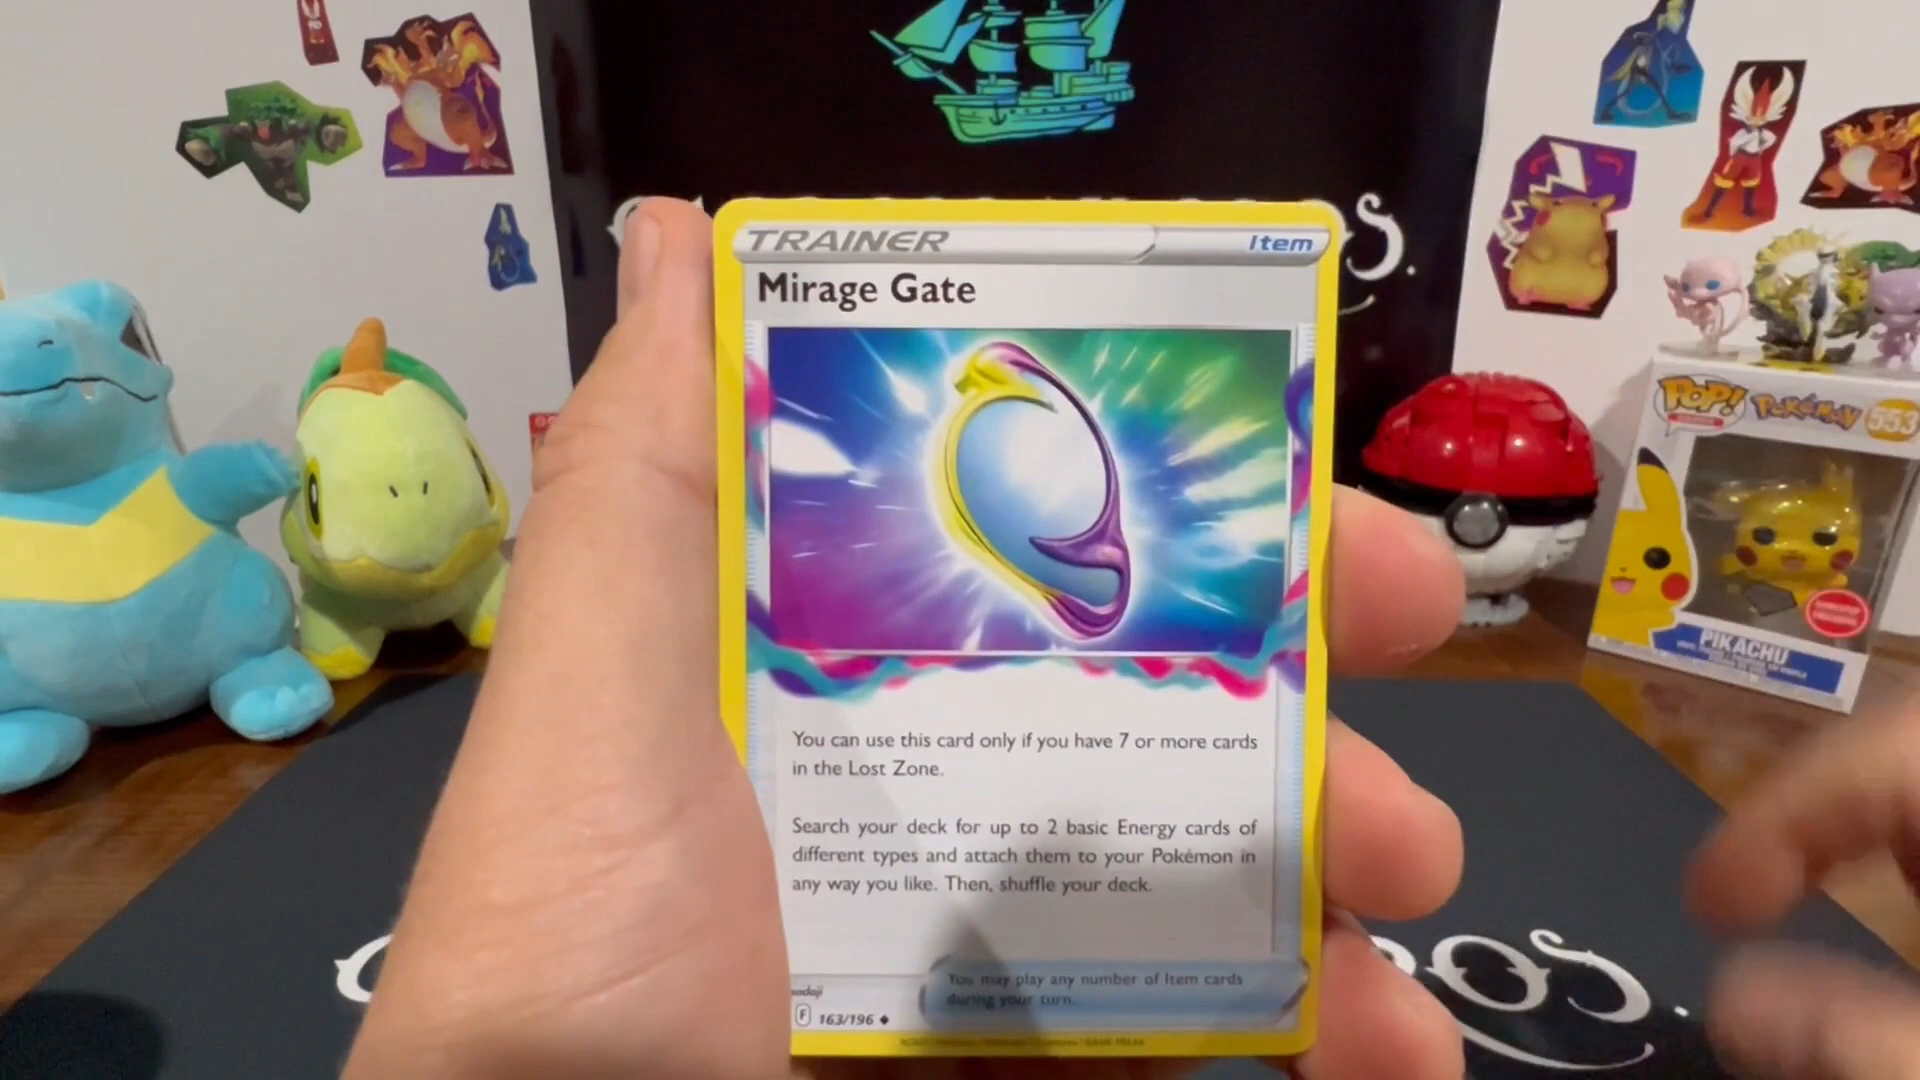 TRAINER
Item
Mirage Gate
You can use this card only if you have 7 or more cards
in the Lost Zone.
Search your deck for up to 2 basic Energy cards of
different types and attach them to your Pokémon in
any way you like. Then, shuffle your deck.
You may play any number of Item cards
during your turn.
F 163/196
POP!
POKÉMON
553
PIKACHU